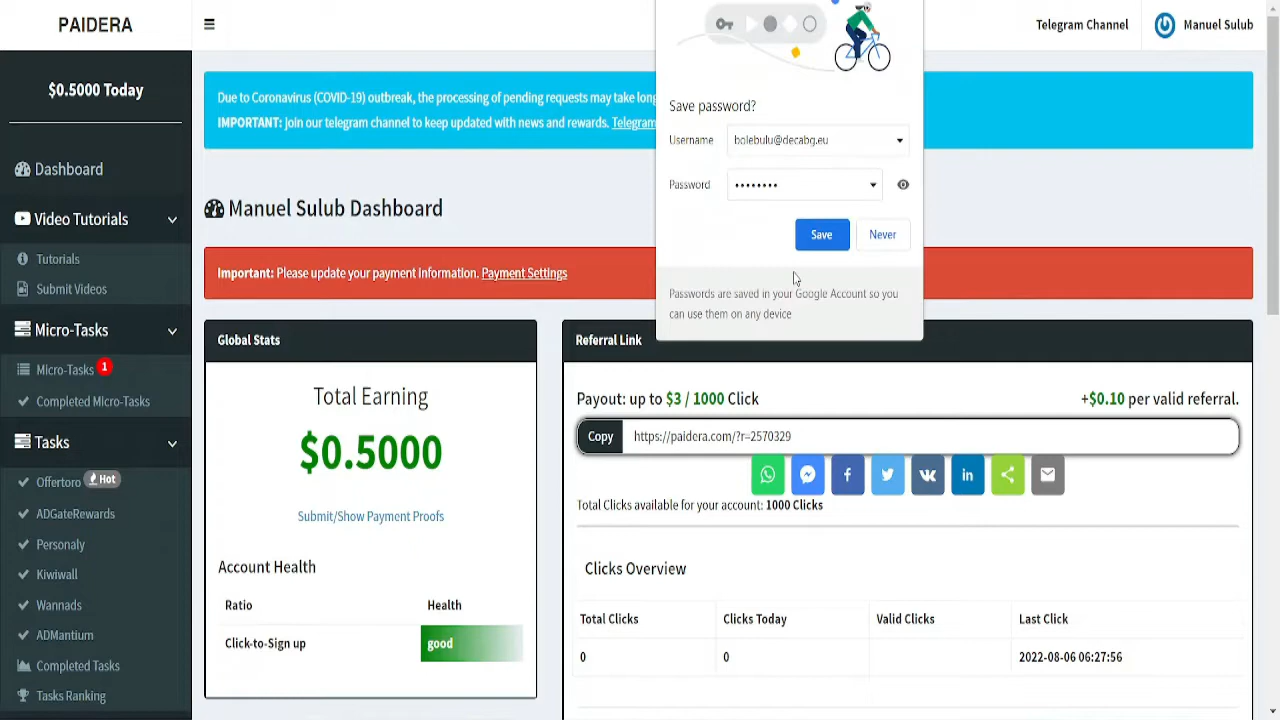 PAIDERA
Telegram Channel
Manuel Sulub
$0.5000 Today
Dashboard
Video Tutorials
Tutorials
Submit Videos
Micro-Tasks
Micro-Tasks 1
Completed Micro-Tasks
Tasks
Offertoro Hot
ADGateRewards
Personaly
Kiwiwall
Wannads
ADMantium
Completed Tasks
Tasks Ranking
Due to Coronavirus (COVID-19) outbreak, the processing of pending requests may take
IMPORTANT: Join our telegram channel to keep updated with news and rewards. Telegram
Save password?
Username bolebulu@decabg.eu
Password ••••••••
Save Never
Passwords are saved in your Google Account so you
can use them on any device
Manuel Sulub Dashboard
Important: Please update your payment information. Payment Settings
Global Stats
Total Earning
$0.5000
Submit/Show Payment Proofs
Account Health
Ratio Health
Click-to-Sign up good
Referral Link
Payout: up to $3 / 1000 Click +$0.10 per valid referral.
Copy https://paidera.com/?r=2570329
Total Clicks available for your account: 1000 Clicks
Clicks Overview
Total Clicks Clicks Today Valid Clicks Last Click
0 0 2022-08-06 06:27:56